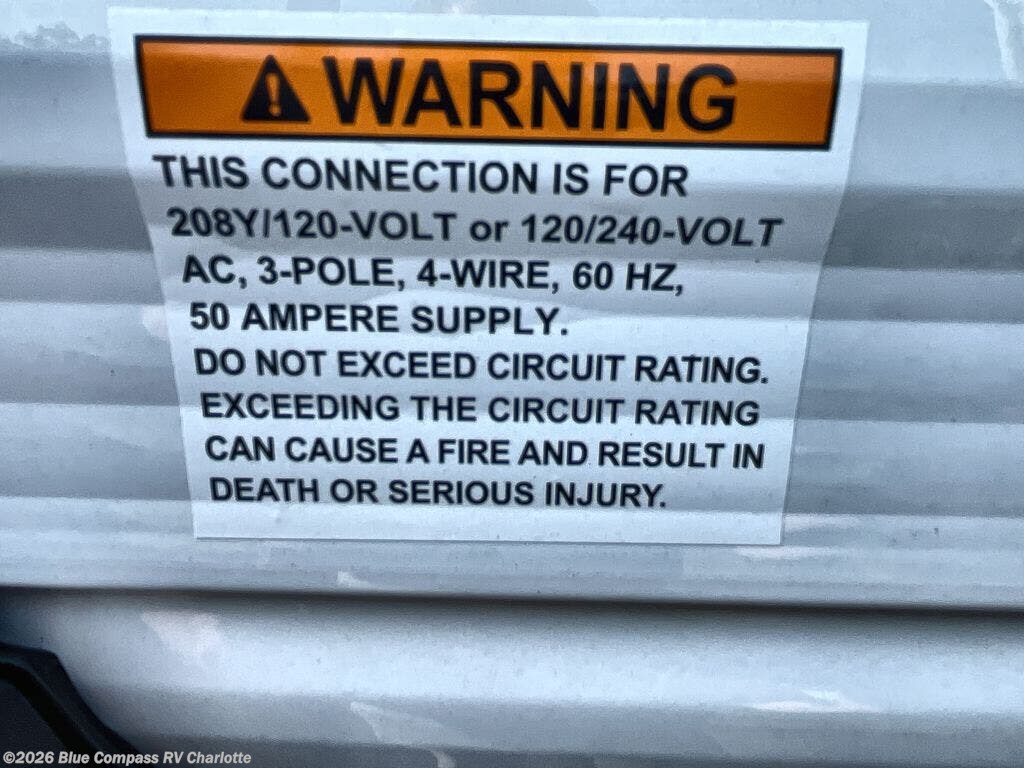 WARNING
THIS CONNECTION IS FOR
208Y/120-VOLT or 120/240-VOLT
AC, 3-POLE, 4-WIRE, 60 HZ,
50 AMPERE SUPPLY.
DO NOT EXCEED CIRCUIT RATING.
EXCEEDING THE CIRCUIT RATING
CAN CAUSE A FIRE AND RESULT IN
DEATH OR SERIOUS INJURY.
©2026 Blue Compass RV Charlotte